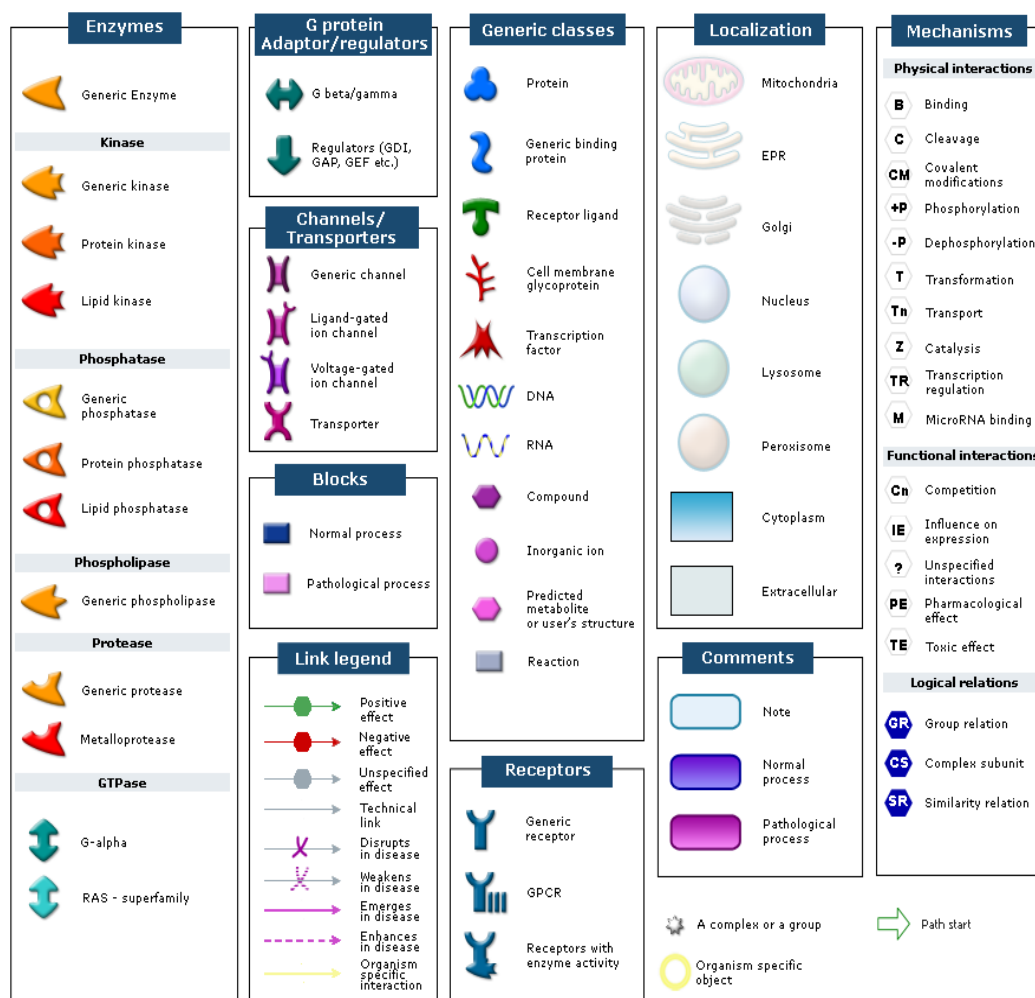 Enzymes
Generic Enzyme
Kinase
Generic kinase
Protein kinase
Lipid kinase
Phosphatase
Generic
phosphatase
Protein phosphatase
Lipid phosphatase
Phospholipase
Generic phospholipase
Protease
Generic protease
Metalloprotease
GTPase
G-alpha
RAS - superfamily
G protein
Adaptor/regulators
G beta/gamma
Regulators (GDI,
GAP, GEF etc.)
Channels/
Transporters
Generic channel
Ligand-gated
ion channel
Voltage-gated
ion channel
Transporter
Blocks
Normal process
Pathological process
Link legend
Positive
effect
Negative
effect
Unspecified
effect
Technical
link
Disrupts
in disease
Weakens
in disease
Emerges
in disease
Enhances
in disease
Organism
specific
interaction
Generic classes
Protein
Generic binding
protein
Receptor ligand
Cell membrane
glycoprotein
Transcription
factor
DNA
RNA
Compound
Inorganic ion
Predicted
metabolite
or user's structure
Reaction
Receptors
Generic
receptor
GPCR
Receptors with
enzyme activity
Localization
Mitochondria
EPR
Golgi
Nucleus
Lysosome
Peroxisome
Cytoplasm
Extracellular
Comments
Note
Normal
process
Pathological
process
A complex or a group
Organism specific
object
Path start
Mechanisms
Physical interactions
B Binding
C Cleavage
CM Covalent
modifications
+P Phosphorylation
-P Dephosphorylation
T Transformation
Tn Transport
Z Catalysis
TR Transcription
regulation
M MicroRNA binding
Functional interactions
Cn Competition
IE Influence on
expression
? Unspecified
interactions
PE Pharmacological
effect
TE Toxic effect
Logical relations
GR Group relation
CS Complex subunit
SR Similarity relation